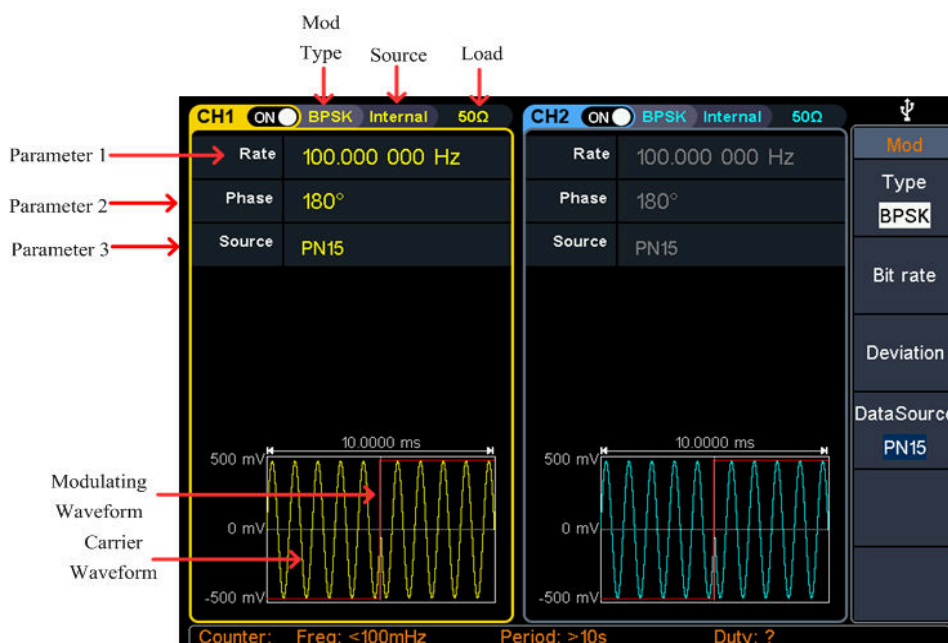 Mod
Type
Source
Load
CH1 ON BPSK Internal 50Ω
CH2 ON BPSK Internal 50Ω
Parameter 1
Rate 100.000 000 Hz
Rate 100.000 000 Hz
Mod
Parameter 2
Phase 180°
Phase 180°
Type
BPSK
Parameter 3
Source PN15
Source PN15
Bit rate
Deviation
DataSource
PN15
10.0000 ms
500 mV
0 mV
-500 mV
10.0000 ms
500 mV
0 mV
-500 mV
Modulating
Waveform
Carrier
Waveform
Counter: Freq: <100mHz Period: >10s Duty: ?